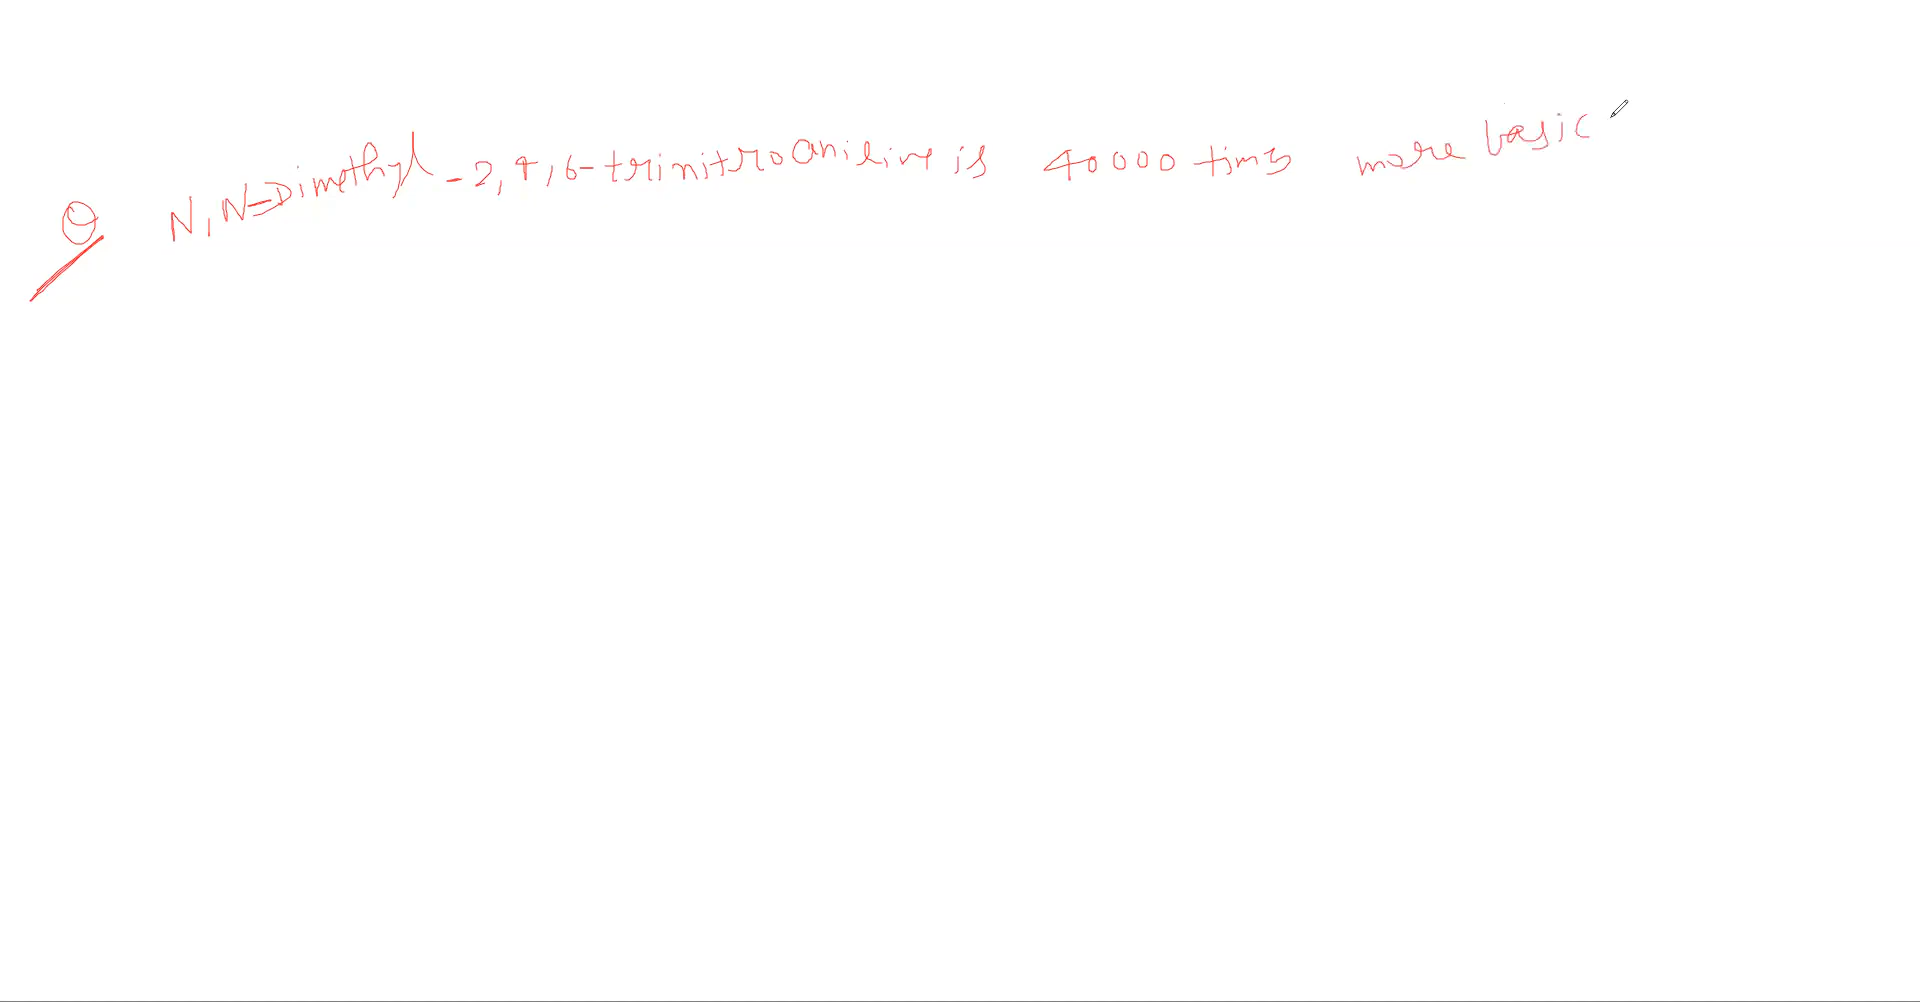 Q N,N-Dimethyl-2,4,6-trinitroaniline is 40000 times more basic